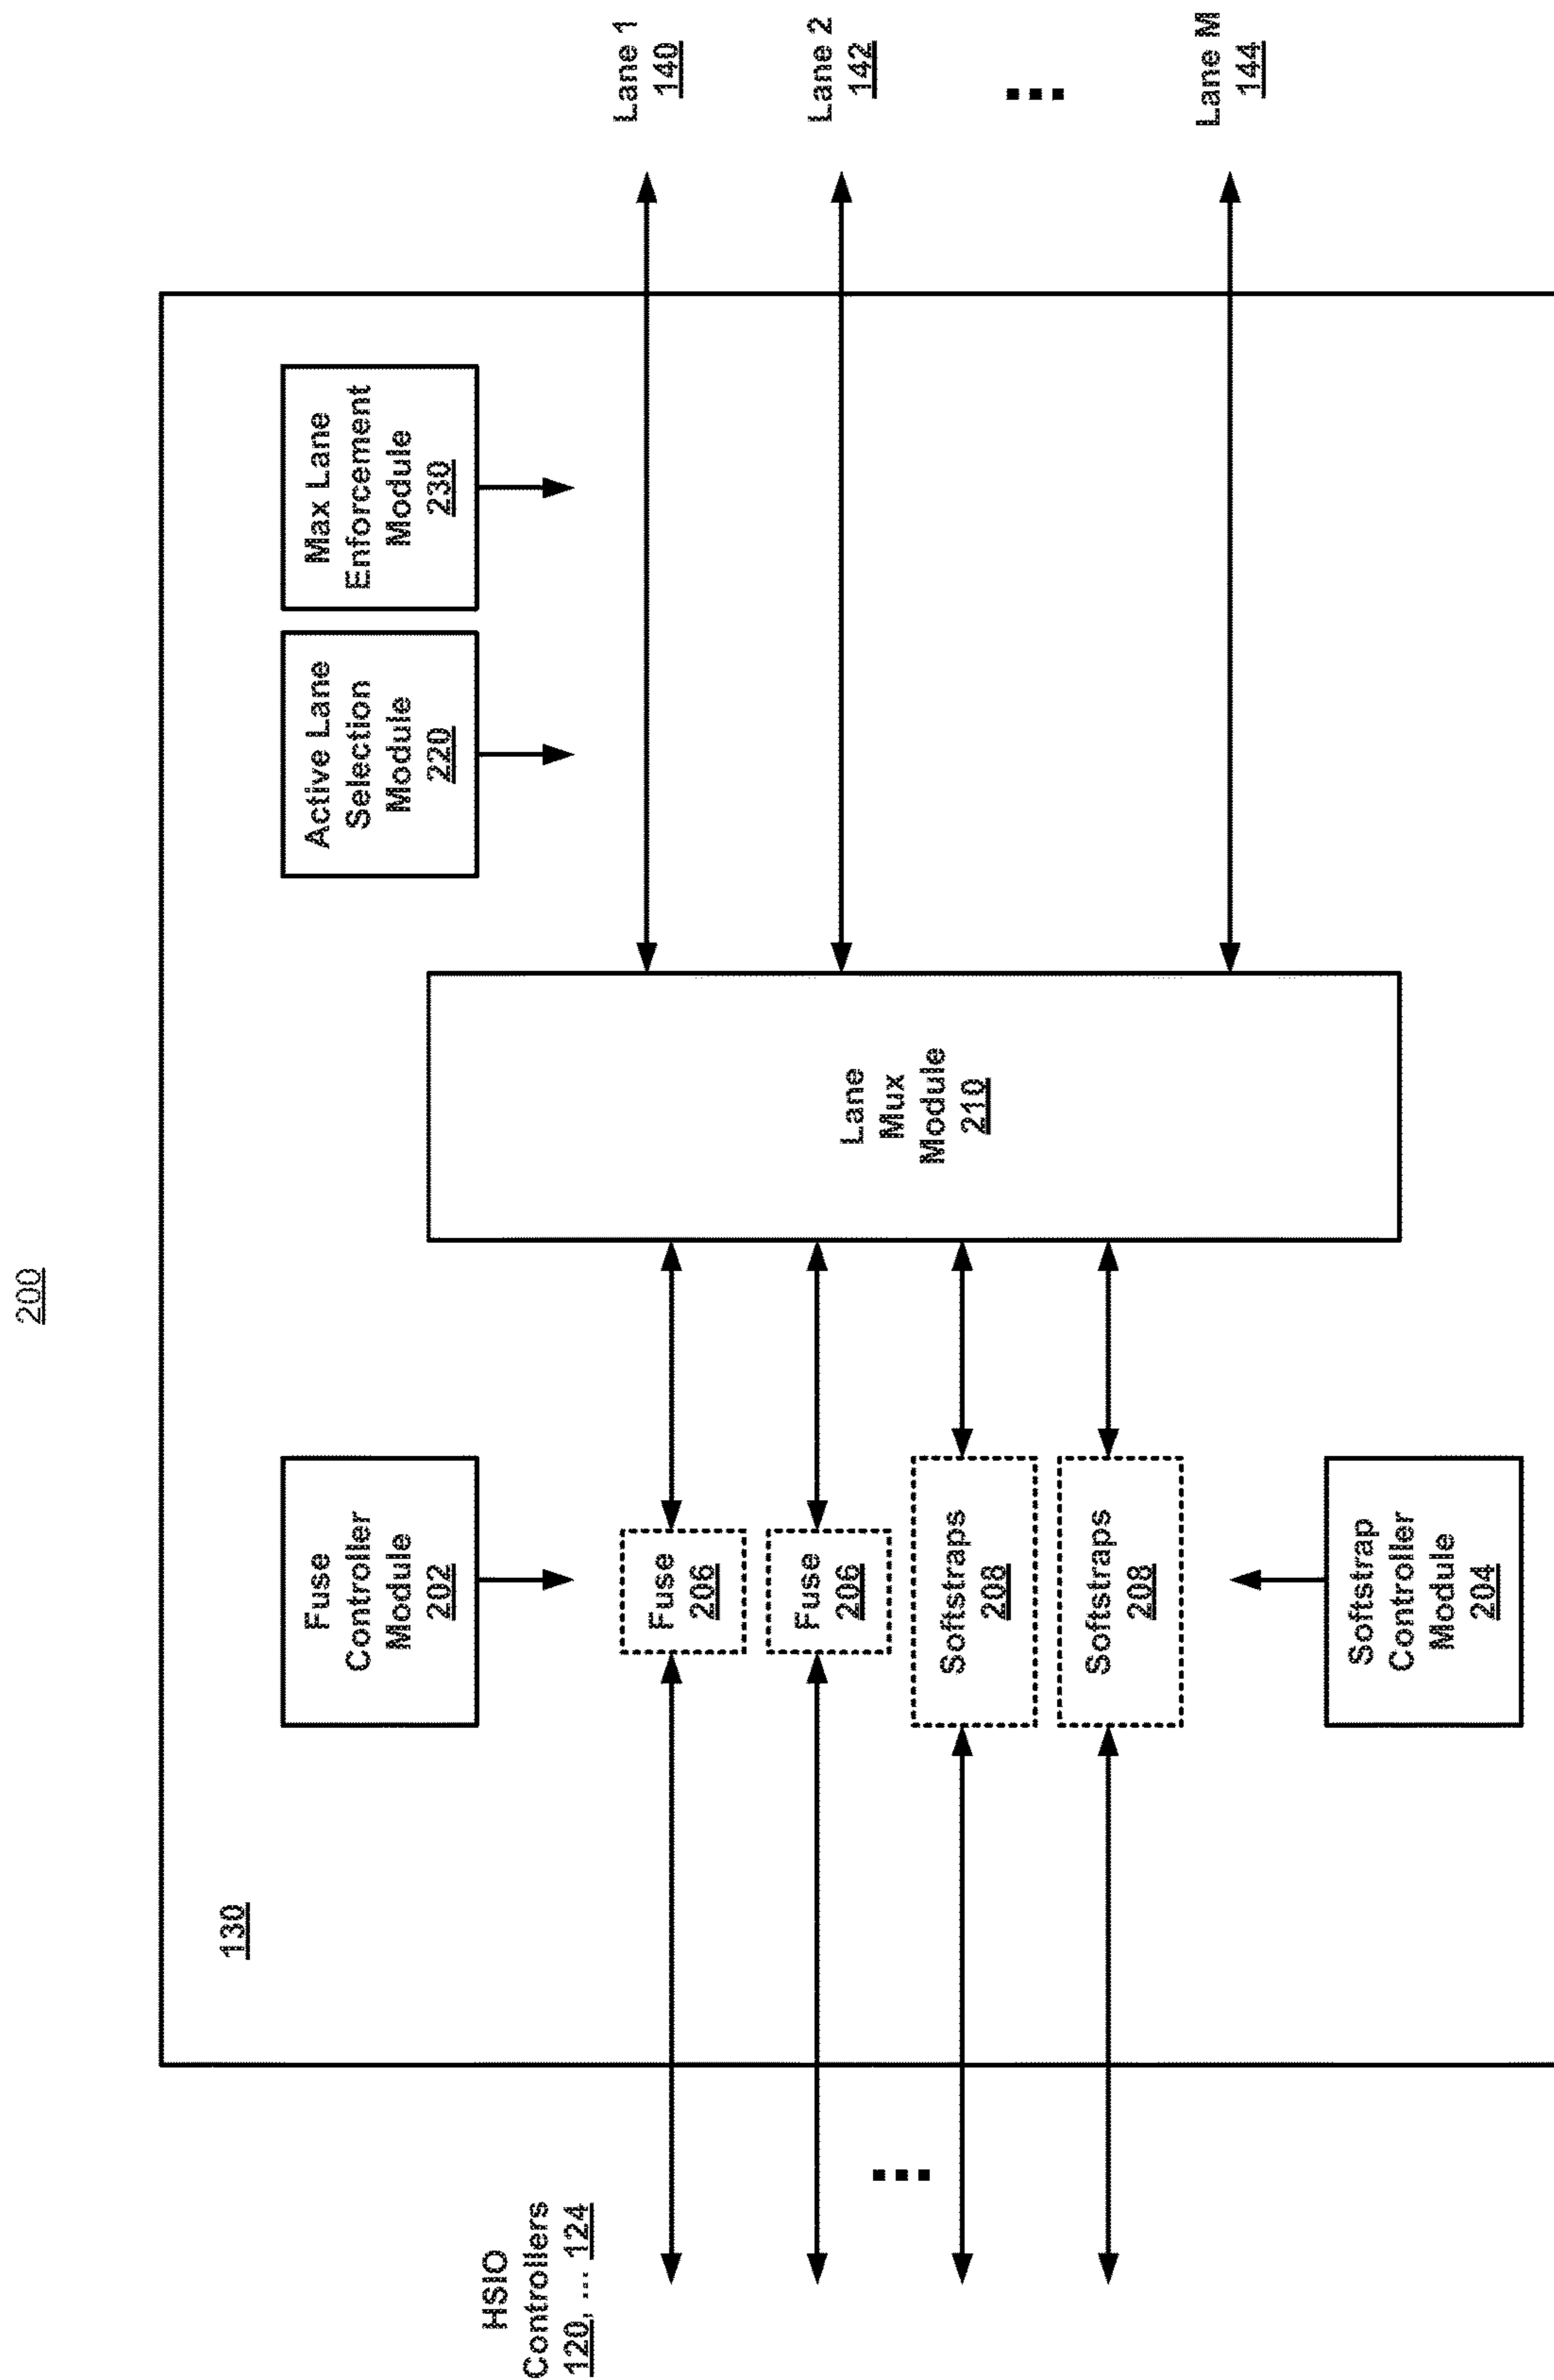 200
HSIO
Controllers
120, ... 124
130
Fuse
Controller
Module
202
Active Lane
Selection
Module
220
Max Lane
Enforcement
Module
230
Fuse
206
Fuse
206
Softstraps
208
Softstraps
208
Softstrap
Controller
Module
204
Lane
Mux
Module
210
Lane 1
140
Lane 2
142
Lane M
144